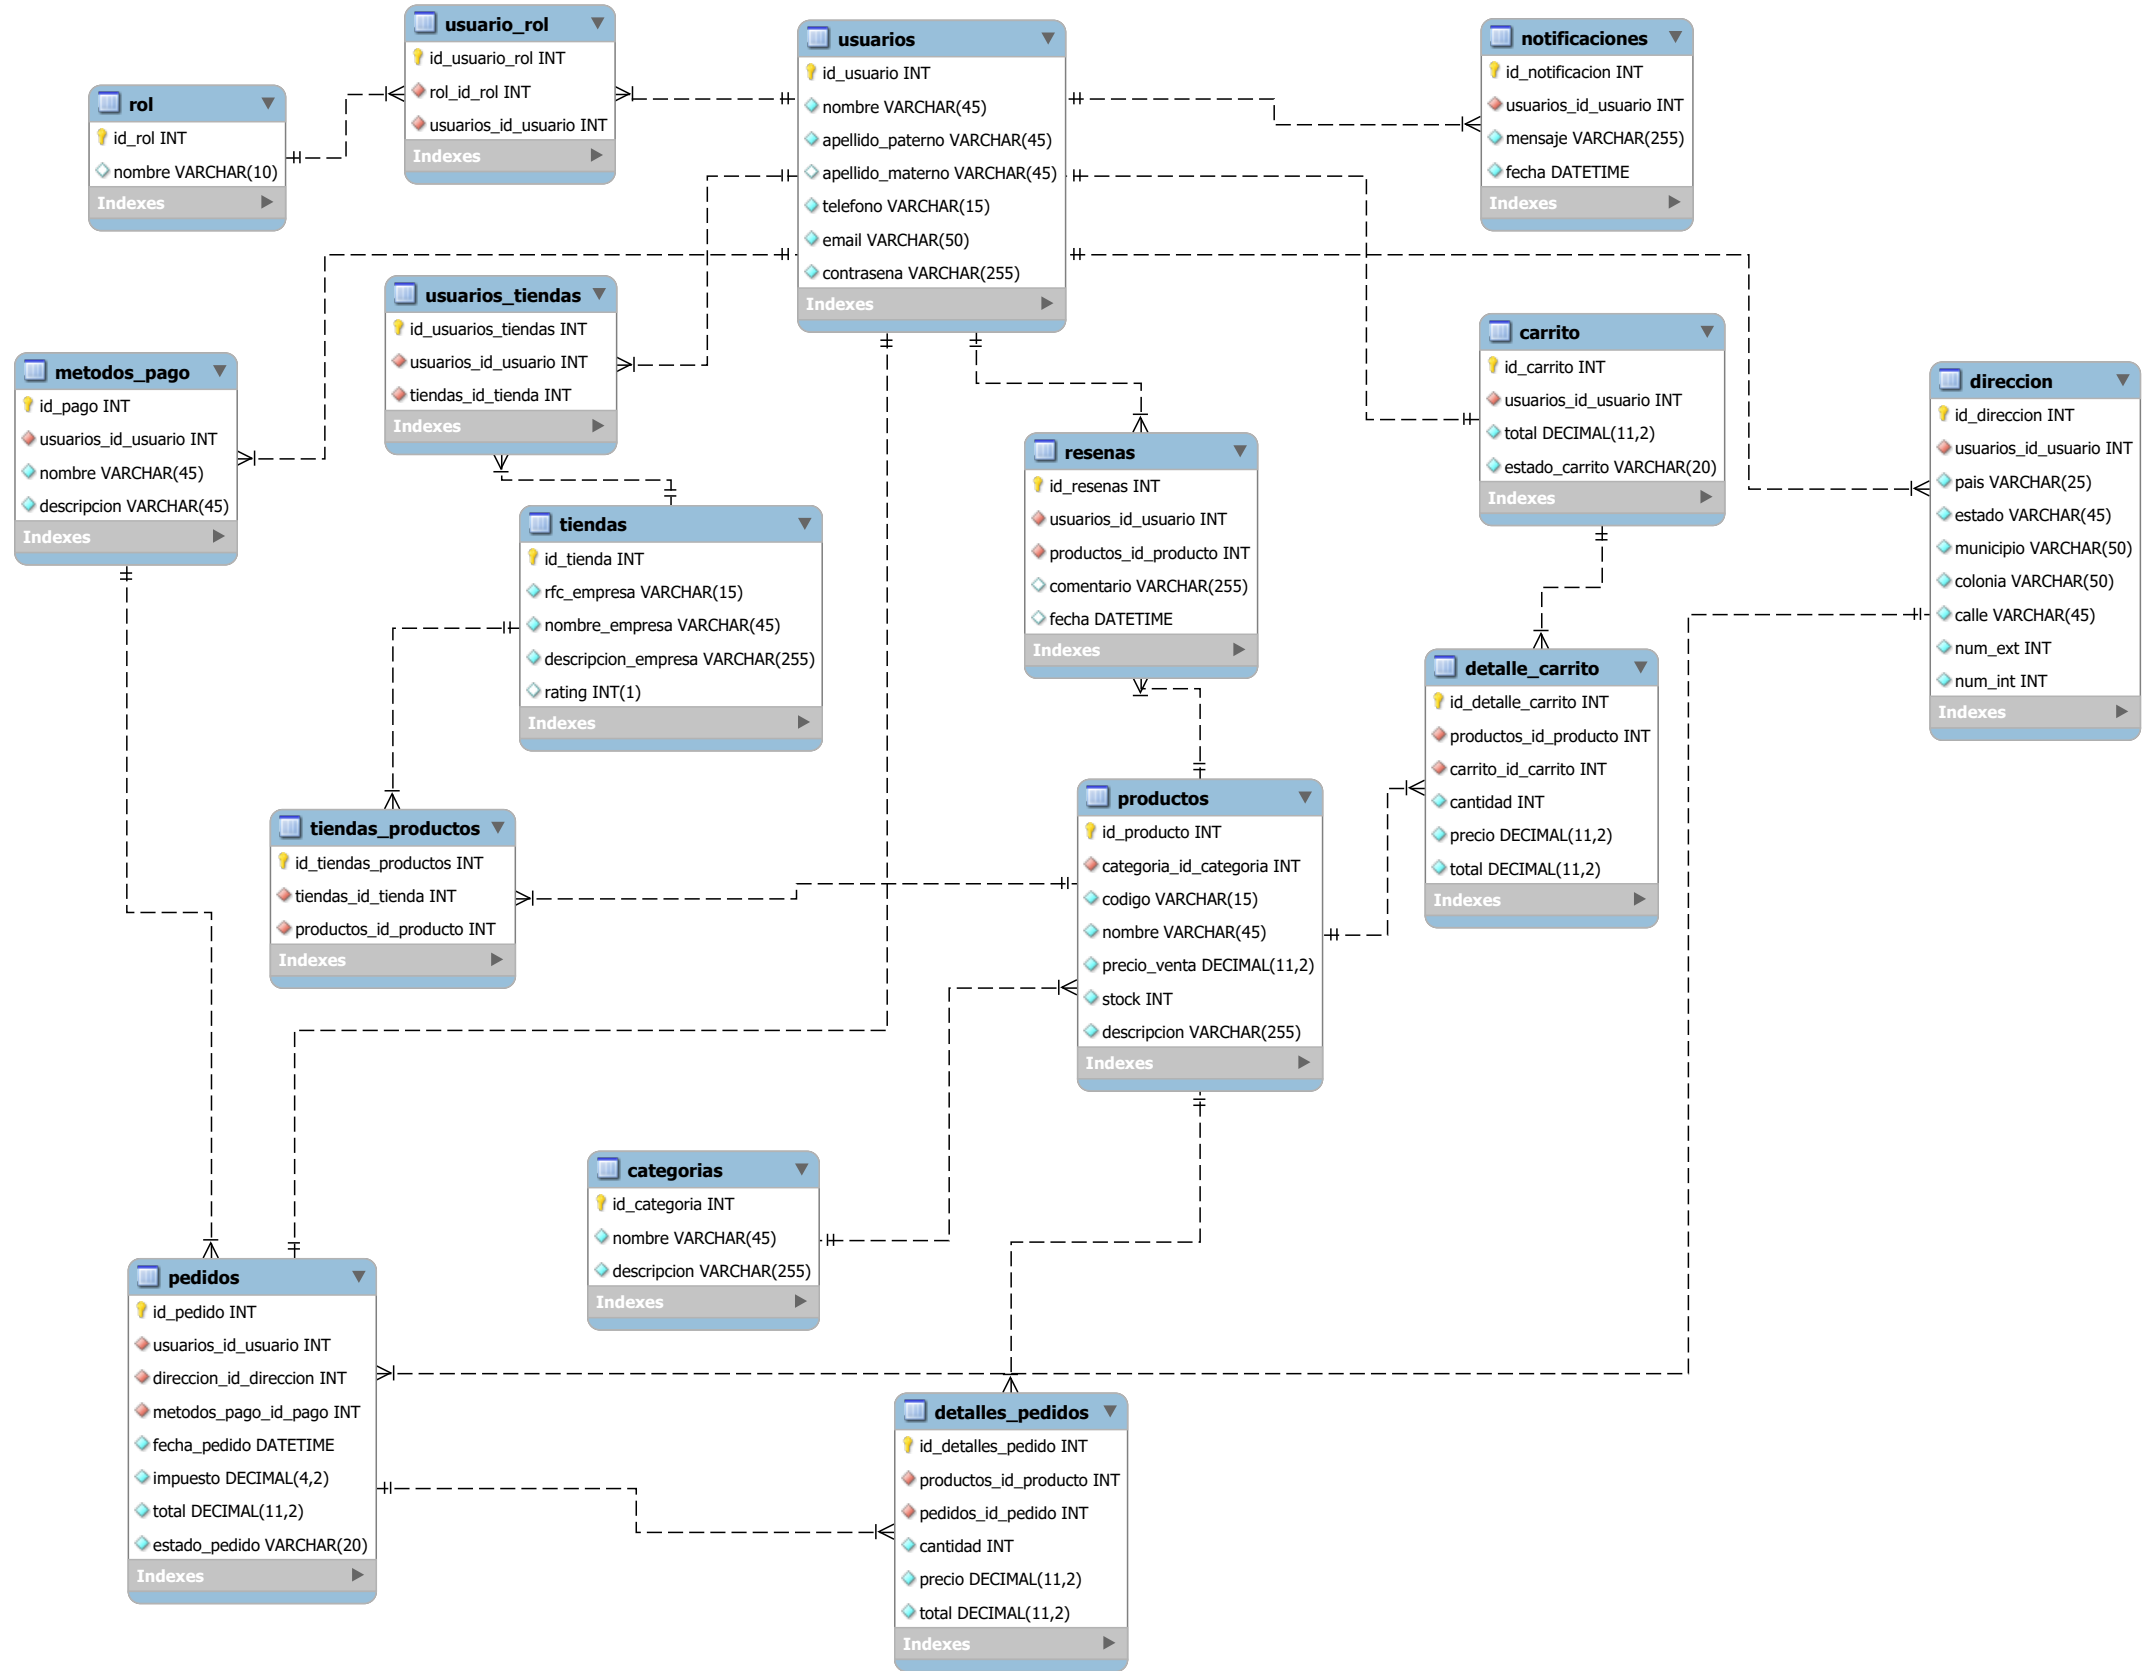 usuario_rol
id_usuario_rol INT
rol_id_rol INT
usuarios_id_usuario INT
Indexes
usuarios
id_usuario INT
nombre VARCHAR(45)
apellido_paterno VARCHAR(45)
apellido_materno VARCHAR(45)
telefono VARCHAR(15)
email VARCHAR(50)
contrasena VARCHAR(255)
Indexes
notificaciones
id_notificacion INT
usuarios_id_usuario INT
mensaje VARCHAR(255)
fecha DATETIME
Indexes
rol
id_rol INT
nombre VARCHAR(10)
Indexes
usuarios_tiendas
id_usuarios_tiendas INT
usuarios_id_usuario INT
tiendas_id_tienda INT
Indexes
carrito
id_carrito INT
usuarios_id_usuario INT
total DECIMAL(11,2)
estado_carrito VARCHAR(20)
Indexes
metodos_pago
id_pago INT
usuarios_id_usuario INT
nombre VARCHAR(45)
descripcion VARCHAR(45)
Indexes
direccion
id_direccion INT
usuarios_id_usuario INT
pais VARCHAR(25)
estado VARCHAR(45)
municipio VARCHAR(50)
colonia VARCHAR(50)
calle VARCHAR(45)
num_ext INT
num_int INT
Indexes
resenas
id_resenas INT
usuarios_id_usuario INT
productos_id_producto INT
comentario VARCHAR(255)
fecha DATETIME
Indexes
tiendas
id_tienda INT
rfc_empresa VARCHAR(15)
nombre_empresa VARCHAR(45)
descripcion_empresa VARCHAR(255)
rating INT(1)
Indexes
detalle_carrito
id_detalle_carrito INT
productos_id_producto INT
carrito_id_carrito INT
cantidad INT
precio DECIMAL(11,2)
total DECIMAL(11,2)
Indexes
tiendas_productos
id_tiendas_productos INT
tiendas_id_tienda INT
productos_id_producto INT
Indexes
productos
id_producto INT
categoria_id_categoria INT
codigo VARCHAR(15)
nombre VARCHAR(45)
precio_venta DECIMAL(11,2)
stock INT
descripcion VARCHAR(255)
Indexes
categorias
id_categoria INT
nombre VARCHAR(45)
descripcion VARCHAR(255)
Indexes
pedidos
id_pedido INT
usuarios_id_usuario INT
direccion_id_direccion INT
metodos_pago_id_pago INT
fecha_pedido DATETIME
impuesto DECIMAL(4,2)
total DECIMAL(11,2)
estado_pedido VARCHAR(20)
Indexes
detalles_pedidos
id_detalles_pedido INT
productos_id_producto INT
pedidos_id_pedido INT
cantidad INT
precio DECIMAL(11,2)
total DECIMAL(11,2)
Indexes